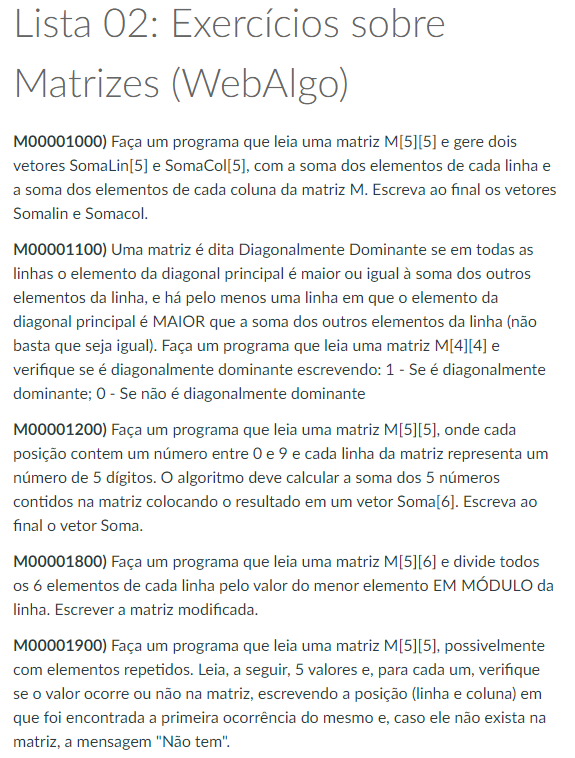 Lista 02: Exercícios sobre
Matrizes (WebAlgo)
M00001000) Faça um programa que leia uma matriz M[5][5] e gere dois
vetores SomaLin[5] e SomaCol[5], com a soma dos elementos de cada linha e
a soma dos elementos de cada coluna da matriz M. Escreva ao final os vetores
Somalin e Somacol.
M00001100) Uma matriz é dita Diagonalmente Dominante se em todas as
linhas o elemento da diagonal principal é maior ou igual à soma dos outros
elementos da linha, e há pelo menos uma linha em que o elemento da
diagonal principal é MAIOR que a soma dos outros elementos da linha (não
basta que seja igual). Faça um programa que leia uma matriz M[4][4] e
verifique se é diagonalmente dominante escrevendo: 1 - Se é diagonalmente
dominante; 0 - Se não é diagonalmente dominante
M00001200) Faça um programa que leia uma matriz M[5][5], onde cada
posição contem um número entre 0 e 9 e cada linha da matriz representa um
número de 5 dígitos. O algoritmo deve calcular a soma dos 5 números
contidos na matriz colocando o resultado em um vetor Soma[6]. Escreva ao
final o vetor Soma.
M00001800) Faça um programa que leia uma matriz M[5][6] e divide todos
os 6 elementos de cada linha pelo valor do menor elemento EM MÓDULO da
linha. Escrever a matriz modificada.
M00001900) Faça um programa que leia uma matriz M[5][5], possivelmente
com elementos repetidos. Leia, a seguir, 5 valores e, para cada um, verifique
se o valor ocorre ou não na matriz, escrevendo a posição (linha e coluna) em
que foi encontrada a primeira ocorrência do mesmo e, caso ele não exista na
matriz, a mensagem "Não tem".